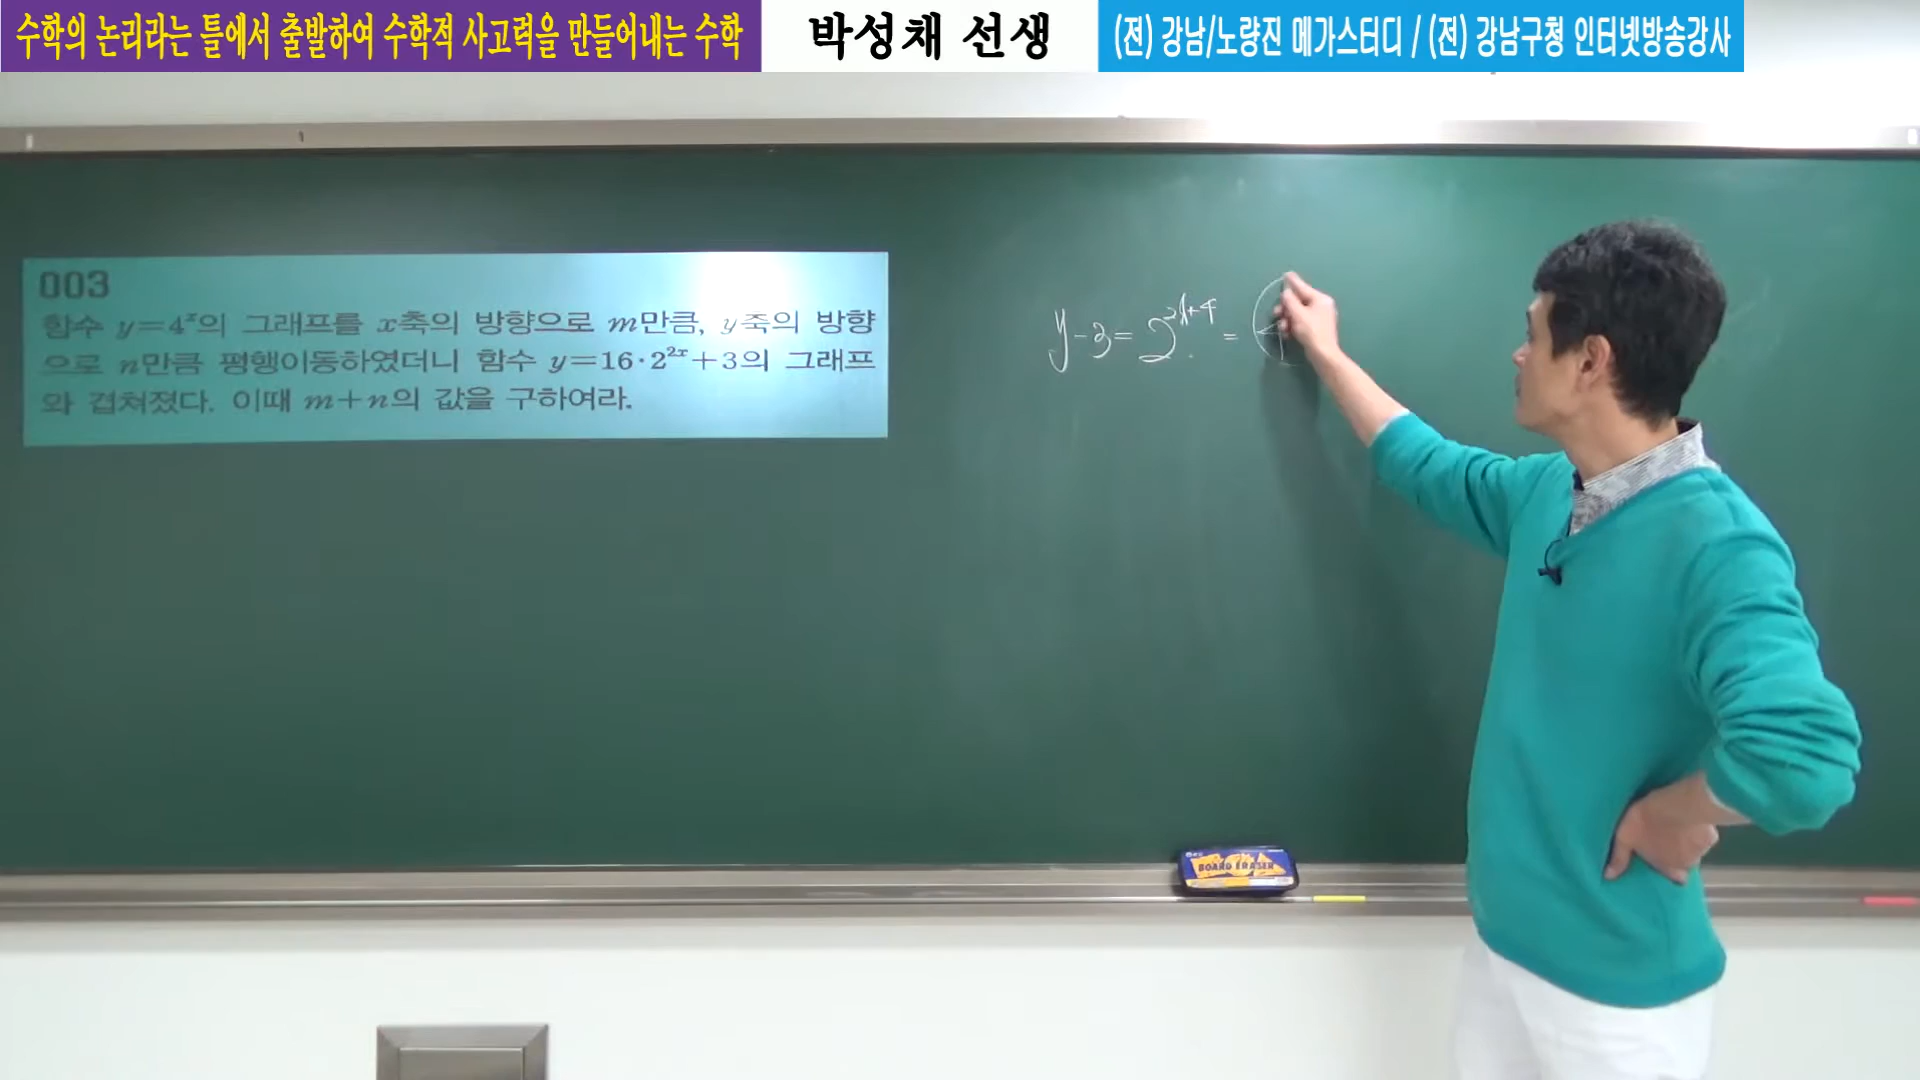 수학의 논리라는 틀에서 출발하여 수학적 사고력을 만들어내는 수학
박성채 선생
(전) 강남/노량진 메가스터디 / (전) 강남구청 인터넷방송강사
003
함수 y=4ˣ의 그래프를 x축의 방향으로 m만큼, y축의 방향
으로 n만큼 평행이동하였더니 함수 y=16·2²ˣ+3의 그래프
와 겹쳐졌다. 이때 m+n의 값을 구하여라.
y-3=2²ˣ⁺⁴=
BOARD ERASER